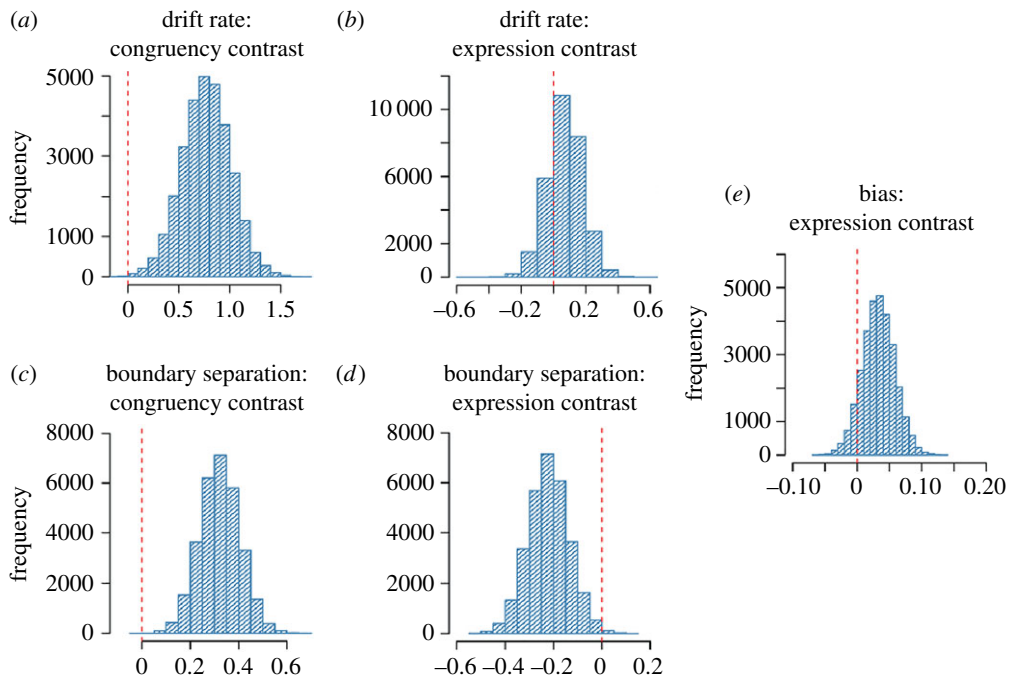 (a) drift rate:
congruency contrast
frequency
5000
3000
1000
0
0 0.5 1.0 1.5
(b) drift rate:
expression contrast
10 000
6000
2000
0
–0.6 –0.2 0.2 0.6
(c) boundary separation:
congruency contrast
frequency
8000
6000
4000
2000
0
0 0.2 0.4 0.6
(d) boundary separation:
expression contrast
8000
6000
4000
2000
0
–0.6 –0.4 –0.2 0 0.2
(e) bias:
expression contrast
frequency
5000
3000
1000
0
–0.10 0 0.10 0.20